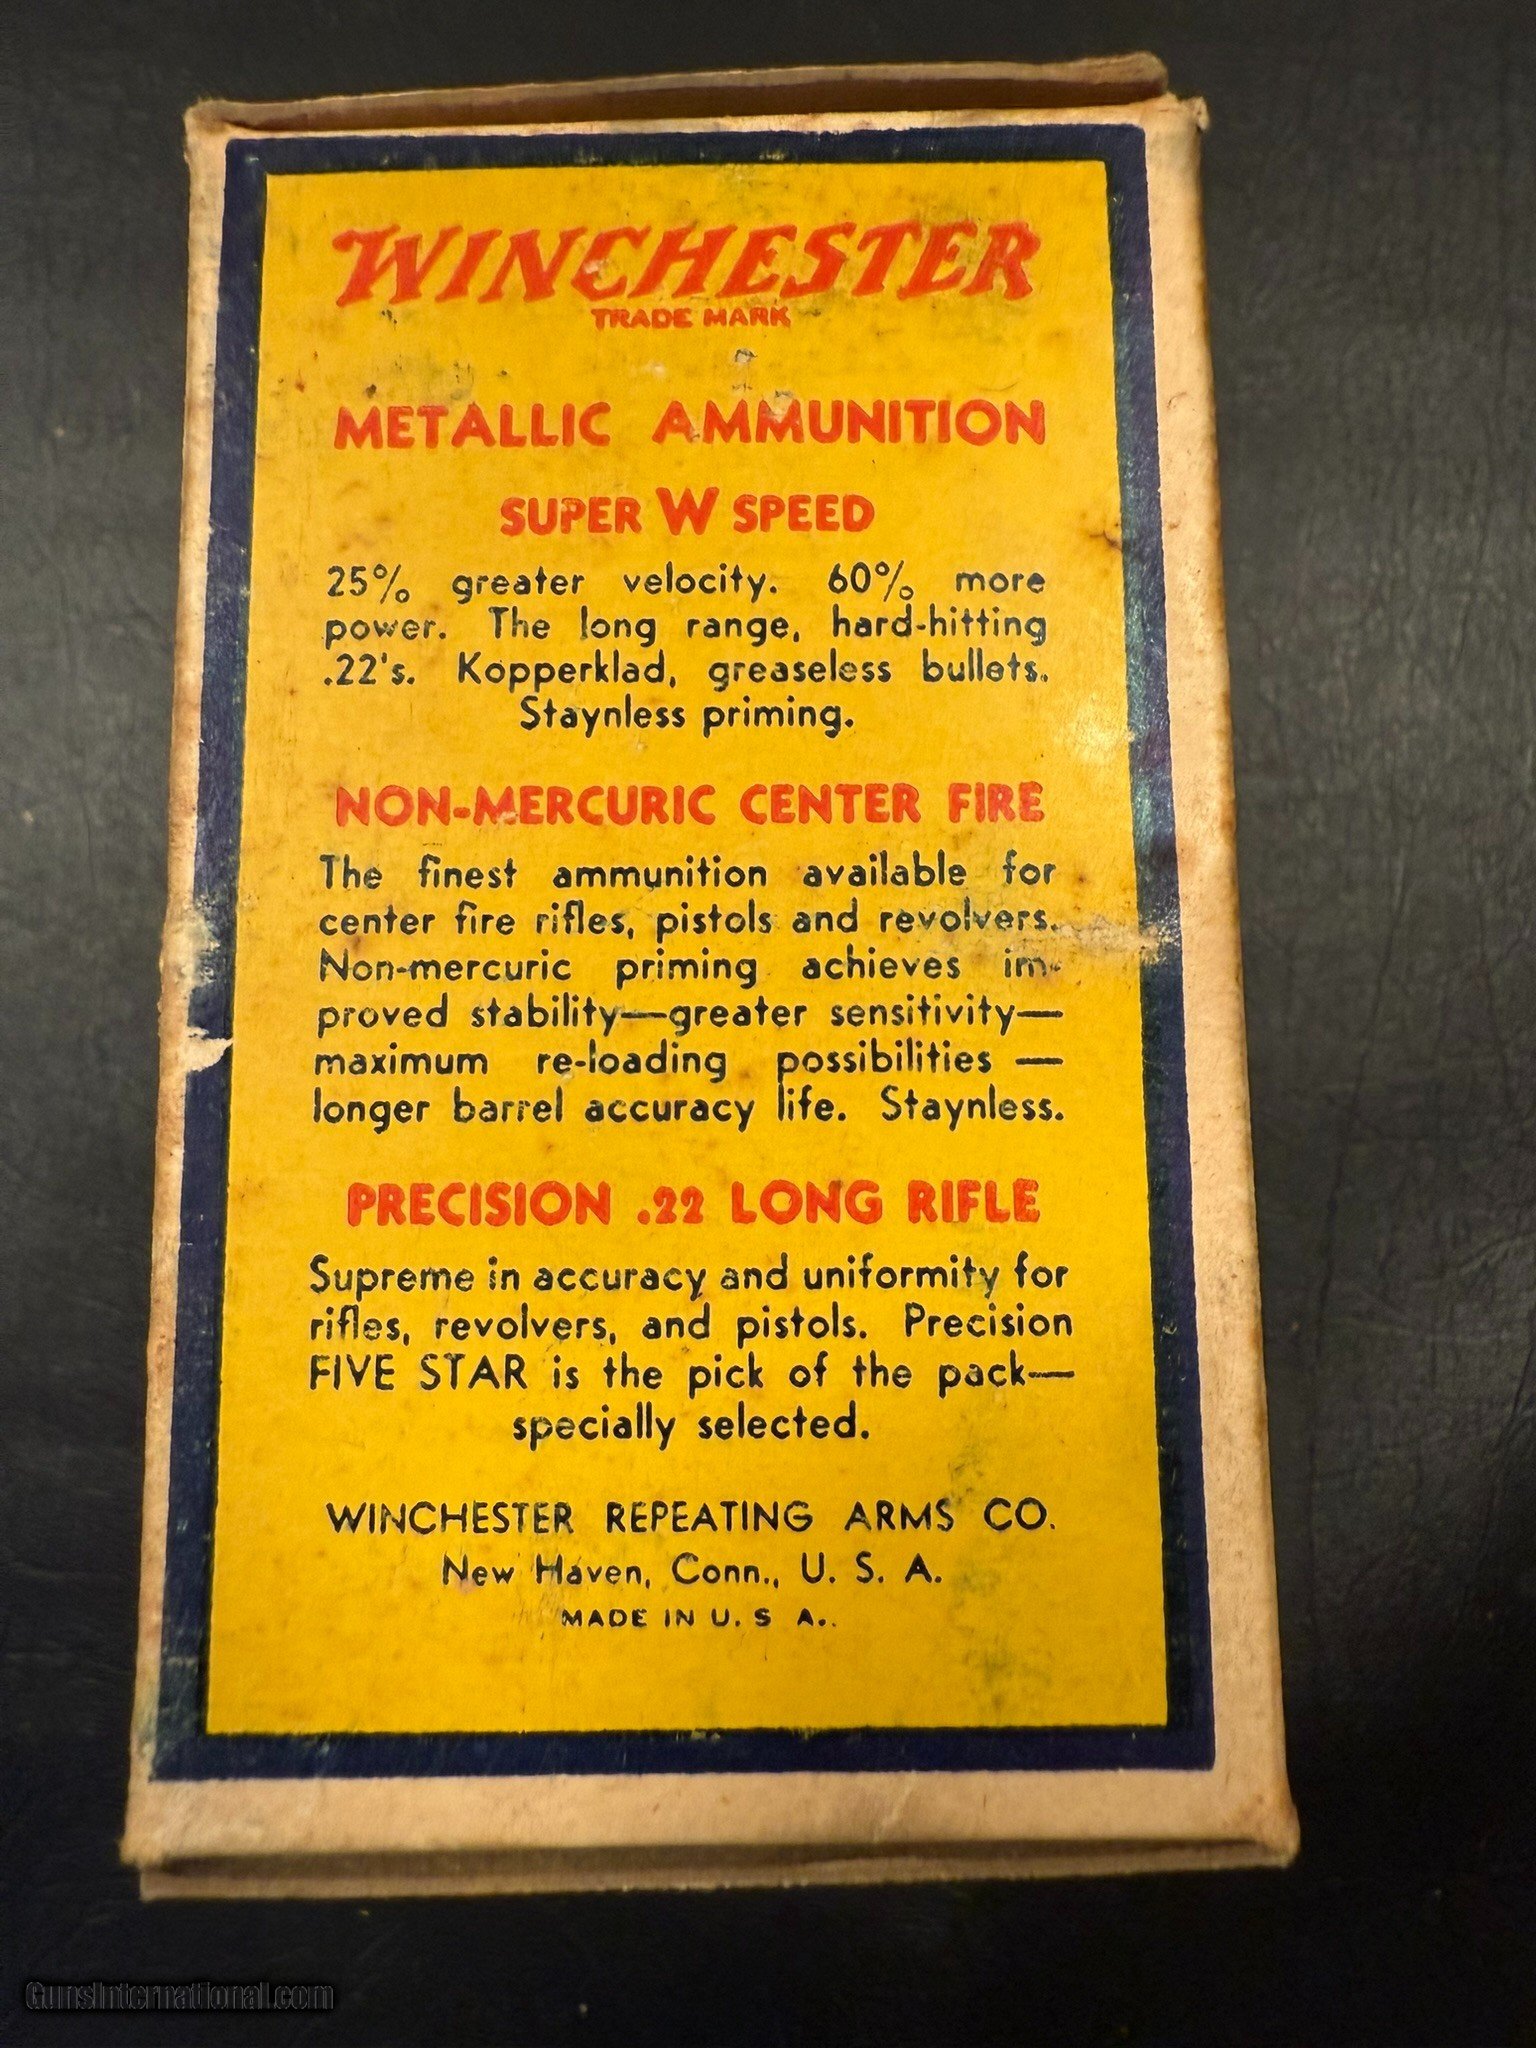 WINCHESTER
TRADE MARK
METALLIC AMMUNITION
SUPER W SPEED
25% greater velocity. 60% more
power. The long range, hard-hitting
.22's. Kopperklad, greaseless bullets.
Staynless priming.
NON-MERCURIC CENTER FIRE
The finest ammunition available for
center fire rifles, pistols and revolvers.
Non-mercuric priming achieves im-
proved stability—greater sensitivity—
maximum re-loading possibilities —
longer barrel accuracy life. Staynless.
PRECISION .22 LONG RIFLE
Supreme in accuracy and uniformity for
rifles, revolvers, and pistols. Precision
FIVE STAR is the pick of the pack—
specially selected.
WINCHESTER REPEATING ARMS CO.
New Haven, Conn., U. S. A.
MADE IN U. S A..
GunsInternational.com